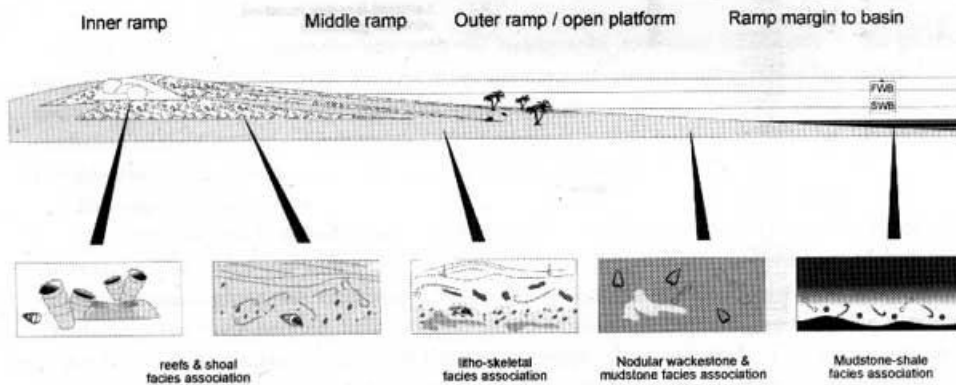 Inner ramp
Middle ramp
Outer ramp / open platform
Ramp margin to basin
FWB
SWB
reefs & shoal
facies association
litho-skeletal
facies association
Nodular wackestone &
mudstone facies association
Mudstone-shale
facies association